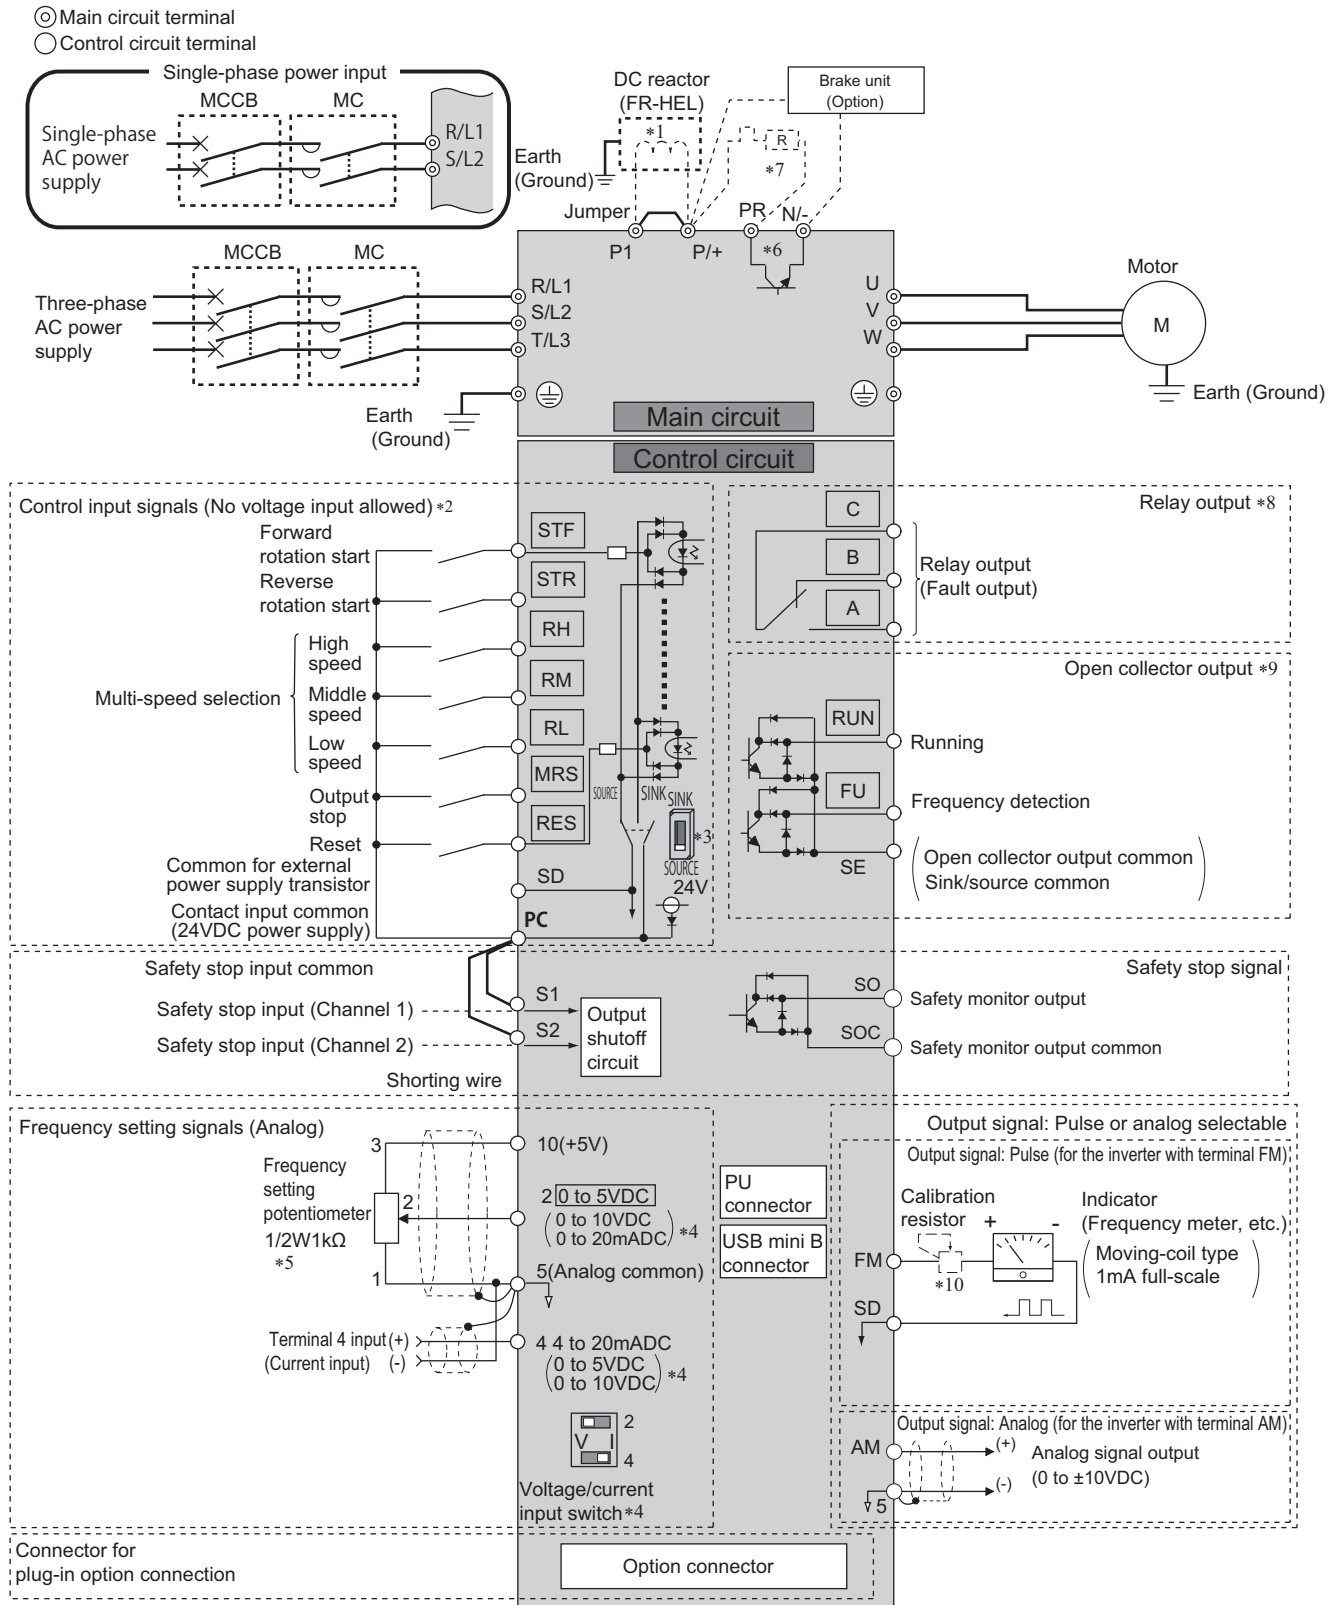 Main circuit terminal
Control circuit terminal
Single-phase power input
MCCB MC
Single-phase
AC power
supply
R/L1
S/L2
DC reactor
(FR-HEL)
*1
Earth
(Ground)
Brake unit
(Option)
R
*7
Jumper
P1
P/+
PR
N/-
*6
MCCB MC
Three-phase
AC power
supply
R/L1
S/L2
T/L3
U
V
W
Motor
M
Earth
(Ground)
Earth (Ground)
Main circuit
Control circuit
Control input signals (No voltage input allowed) *2
Forward
rotation start
Reverse
rotation start
Multi-speed selection
High
speed
Middle
speed
Low
speed
Output
stop
Reset
Common for external
power supply transistor
Contact input common
(24VDC power supply)
STF
STR
RH
RM
RL
MRS
RES
SD
PC
SOURCE
SINK
SINK
*3
SOURCE
24V
Relay output *8
C
B
A
Relay output
(Fault output)
Open collector output *9
RUN
Running
FU
Frequency detection
SE
Open collector output common
Sink/source common
Safety stop input common
Safety stop input (Channel 1)
Safety stop input (Channel 2)
Shorting wire
S1
S2
Output
shutoff
circuit
Safety stop signal
SO
Safety monitor output
SOC
Safety monitor output common
Frequency setting signals (Analog)
Frequency
setting
potentiometer
1/2W1kΩ
*5
3
2
1
10(+5V)
2 0 to 5VDC
(0 to 10VDC
0 to 20mADC) *4
5(Analog common)
Terminal 4 input (+)
(Current input) (-)
4 4 to 20mADC
(0 to 5VDC
0 to 10VDC) *4
2
V I
4
Voltage/current
input switch*4
PU
connector
USB mini B
connector
Output signal: Pulse or analog selectable
Output signal: Pulse (for the inverter with terminal FM)
Calibration
resistor
+ -
Indicator
(Frequency meter, etc.)
(Moving-coil type
1mA full-scale)
FM
*10
SD
Output signal: Analog (for the inverter with terminal AM)
AM
(+)
Analog signal output
(0 to ±10VDC)
(-)
5
Connector for
plug-in option connection
Option connector